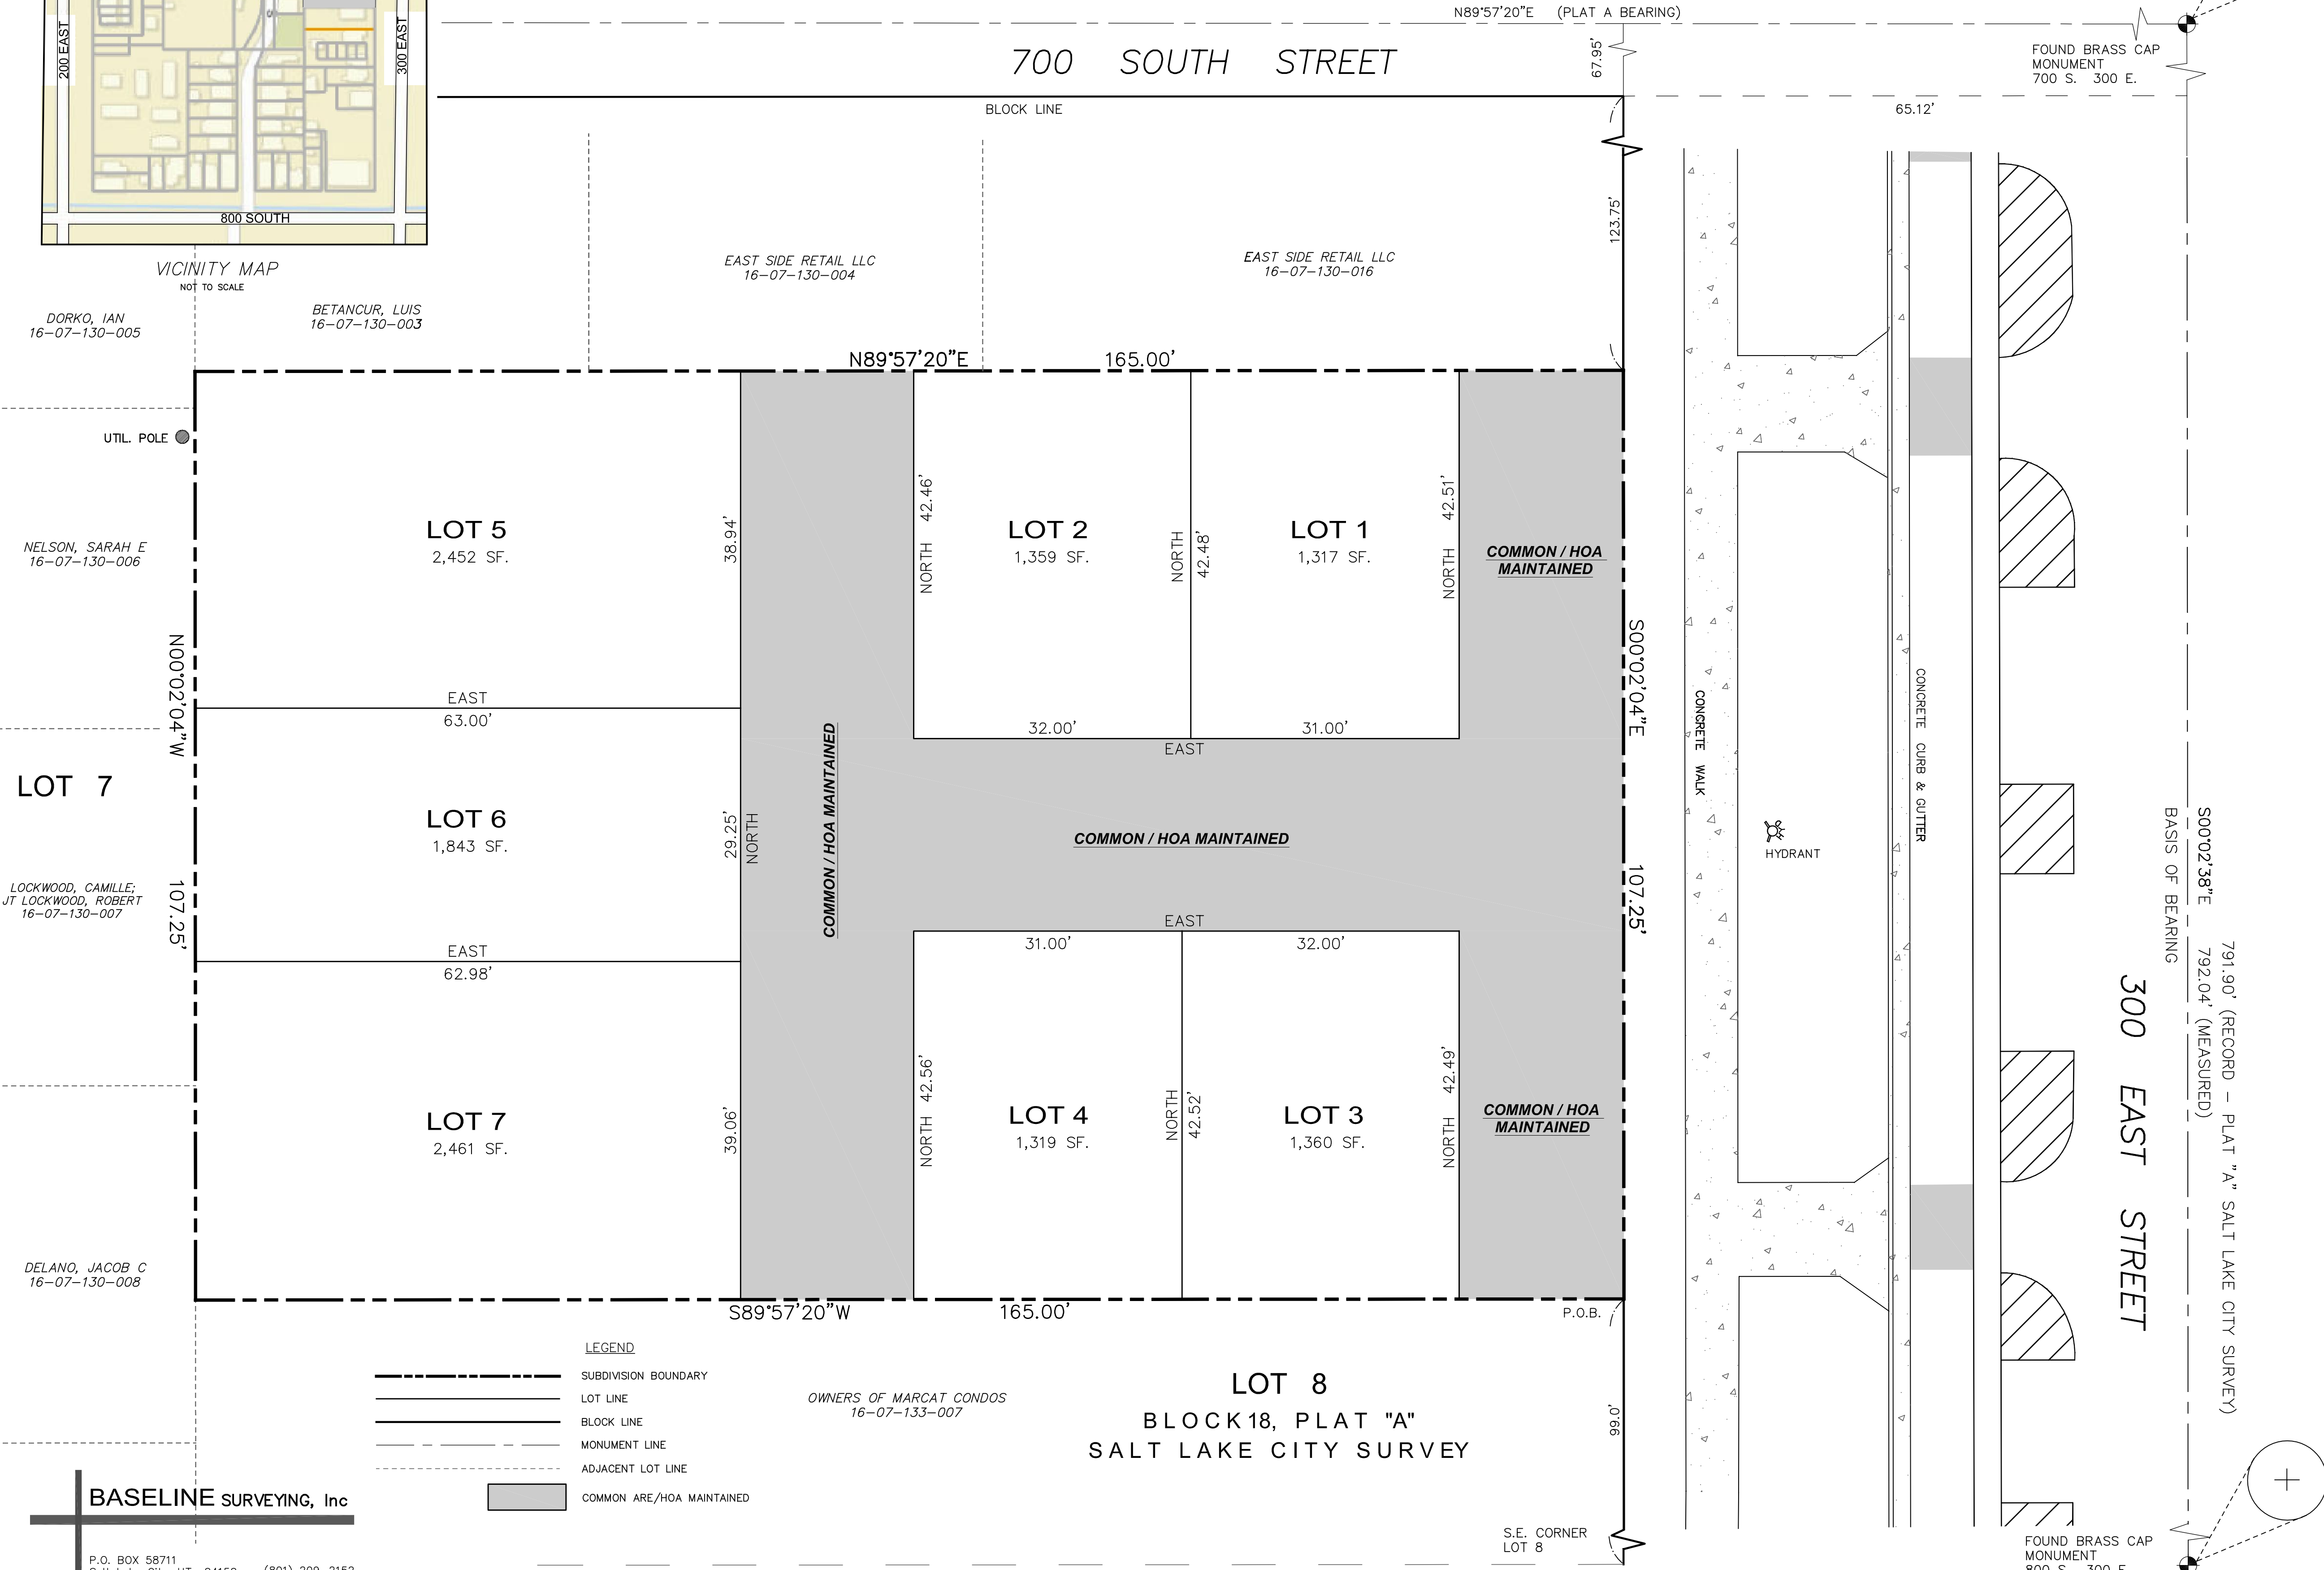 N89°57'20"E (PLAT A BEARING)
200 EAST
300 EAST
800 SOUTH
VICINITY MAP
NOT TO SCALE
700 SOUTH STREET
BLOCK LINE
67.95'
65.12'
FOUND BRASS CAP
MONUMENT
700 S. 300 E.
123.75'
DORKO, IAN
16-07-130-005
BETANCUR, LUIS
16-07-130-003
EAST SIDE RETAIL LLC
16-07-130-004
EAST SIDE RETAIL LLC
16-07-130-016
N89°57'20"E 165.00'
UTIL. POLE
NELSON, SARAH E
16-07-130-006
LOT 7
LOCKWOOD, CAMILLE;
JT LOCKWOOD, ROBERT
16-07-130-007
DELANO, JACOB C
16-07-130-008
N00°02'04"W 107.25'
LOT 5
2,452 SF.
38.94'
EAST
63.00'
LOT 6
1,843 SF.
29.25'
NORTH
EAST
62.98'
LOT 7
2,461 SF.
39.06'
COMMON / HOA MAINTAINED
NORTH 42.46'
LOT 2
1,359 SF.
NORTH
42.48'
LOT 1
1,317 SF.
NORTH 42.51'
COMMON / HOA
MAINTAINED
32.00'
31.00'
EAST
COMMON / HOA MAINTAINED
EAST
31.00'
32.00'
NORTH 42.56'
LOT 4
1,319 SF.
NORTH
42.52'
LOT 3
1,360 SF.
NORTH 42.49'
COMMON / HOA
MAINTAINED
S00°02'04"E 107.25'
CONCRETE WALK
HYDRANT
CONCRETE CURB & GUTTER
300 EAST STREET
BASIS OF BEARING
S00°02'38"E 792.04' (MEASURED)
791.90' (RECORD - PLAT "A" SALT LAKE CITY SURVEY)
S89°57'20"W 165.00'
P.O.B.
LEGEND
SUBDIVISION BOUNDARY
LOT LINE
BLOCK LINE
MONUMENT LINE
ADJACENT LOT LINE
COMMON ARE/HOA MAINTAINED
OWNERS OF MARCAT CONDOS
16-07-133-007
LOT 8
BLOCK 18, PLAT "A"
SALT LAKE CITY SURVEY
99.0'
S.E. CORNER
LOT 8
FOUND BRASS CAP
MONUMENT
800 S. 300 E.
BASELINE SURVEYING, Inc
P.O. BOX 58711